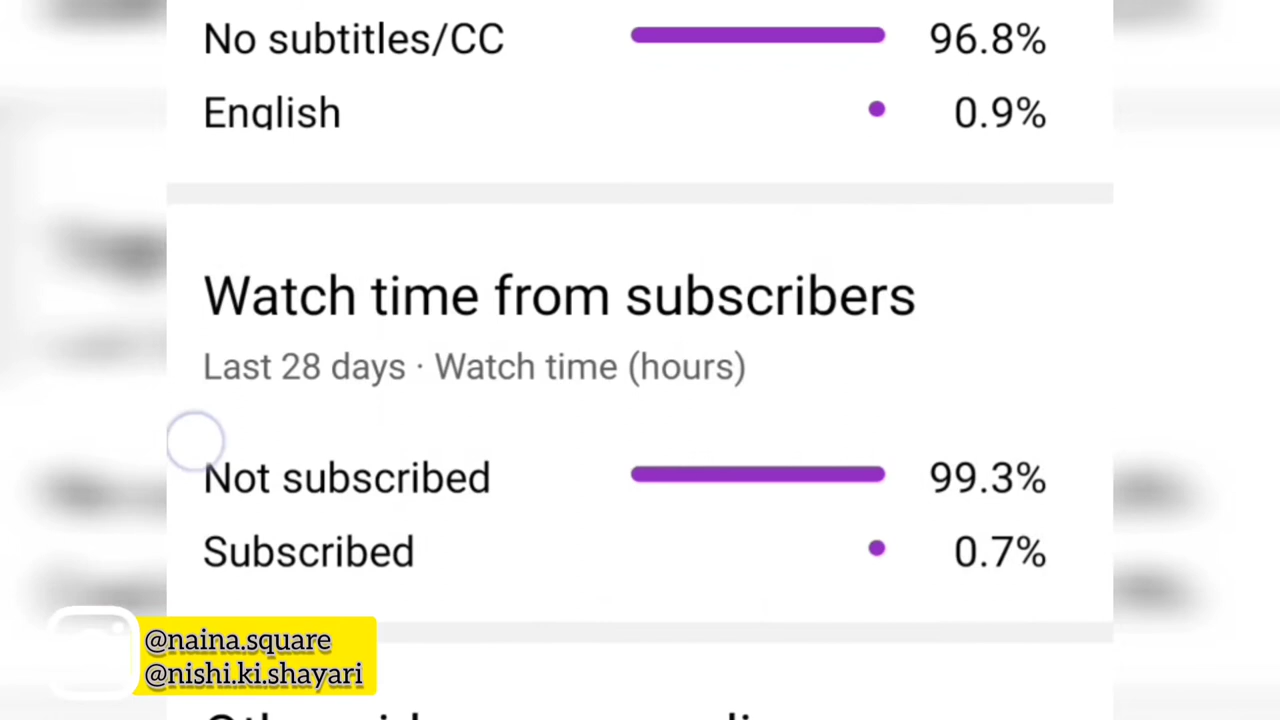 No subtitles/CC 96.8%
English 0.9%
Watch time from subscribers
Last 28 days · Watch time (hours)
Not subscribed 99.3%
Subscribed 0.7%
@naina.square
@nishi.ki.shayari